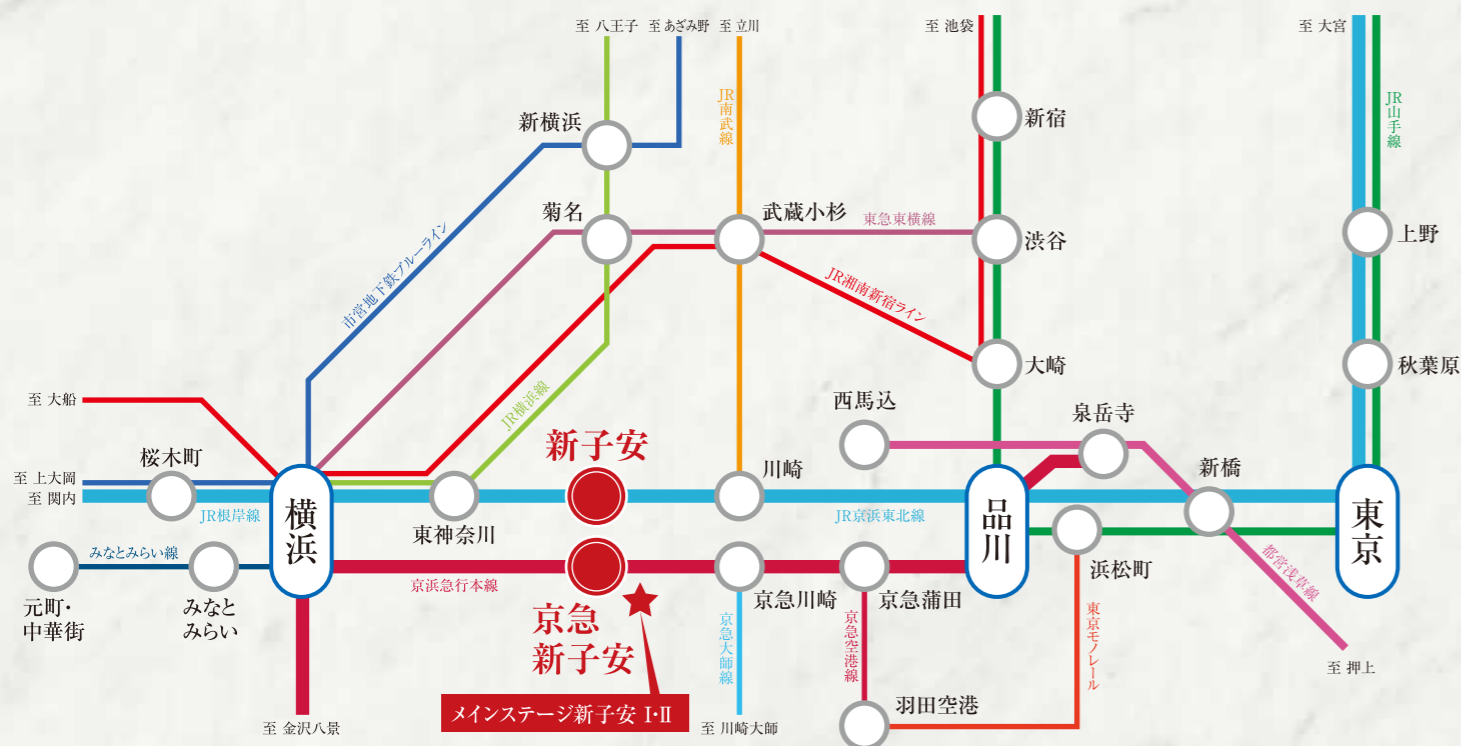 至 八王子
至 あざみ野
至 立川
至 池袋
至 大宮
JR南武線
JR山手線
新宿
新横浜
菊名
武蔵小杉
東急東横線
渋谷
上野
市営地下鉄ブルーライン
JR湘南新宿ライン
大崎
秋葉原
至 大船
JR横浜線
西馬込
泉岳寺
新子安
桜木町
川崎
新橋
至 上大岡
至 関内
横浜
品川
東京
JR根岸線
東神奈川
JR京浜東北線
みなとみらい線
京浜急行本線
浜松町
都営浅草線
元町・
中華街
みなと
みらい
京急
新子安
京急川崎
京急蒲田
京急大師線
京急空港線
東京モノレール
至 押上
メインステージ新子安 I・II
羽田空港
至 金沢八景
至 川崎大師